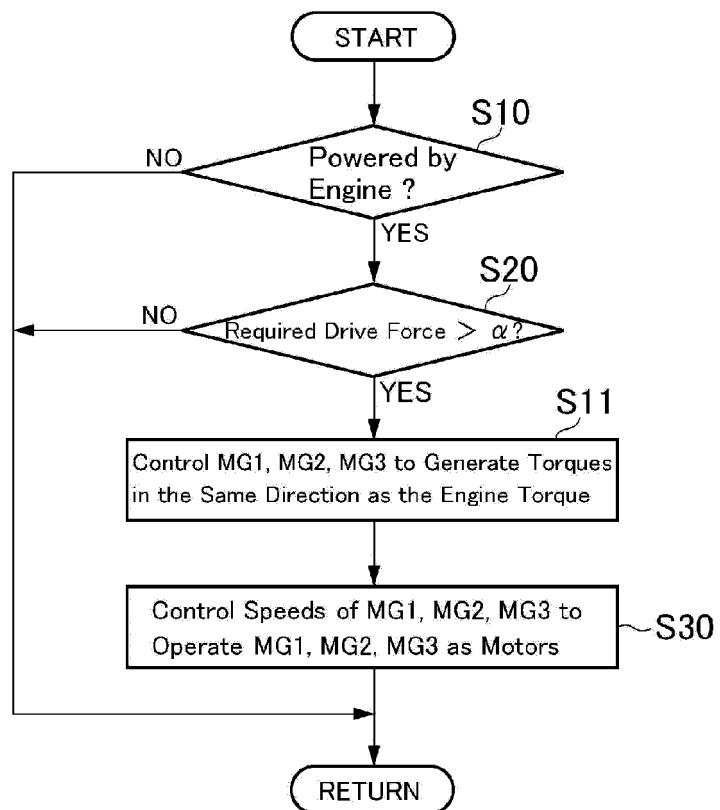 START
S10
NO
Powered by
Engine ?
YES
S20
NO
Required Drive Force > α?
YES
S11
Control MG1, MG2, MG3 to Generate Torques
in the Same Direction as the Engine Torque
Control Speeds of MG1, MG2, MG3 to
Operate MG1, MG2, MG3 as Motors
S30
RETURN